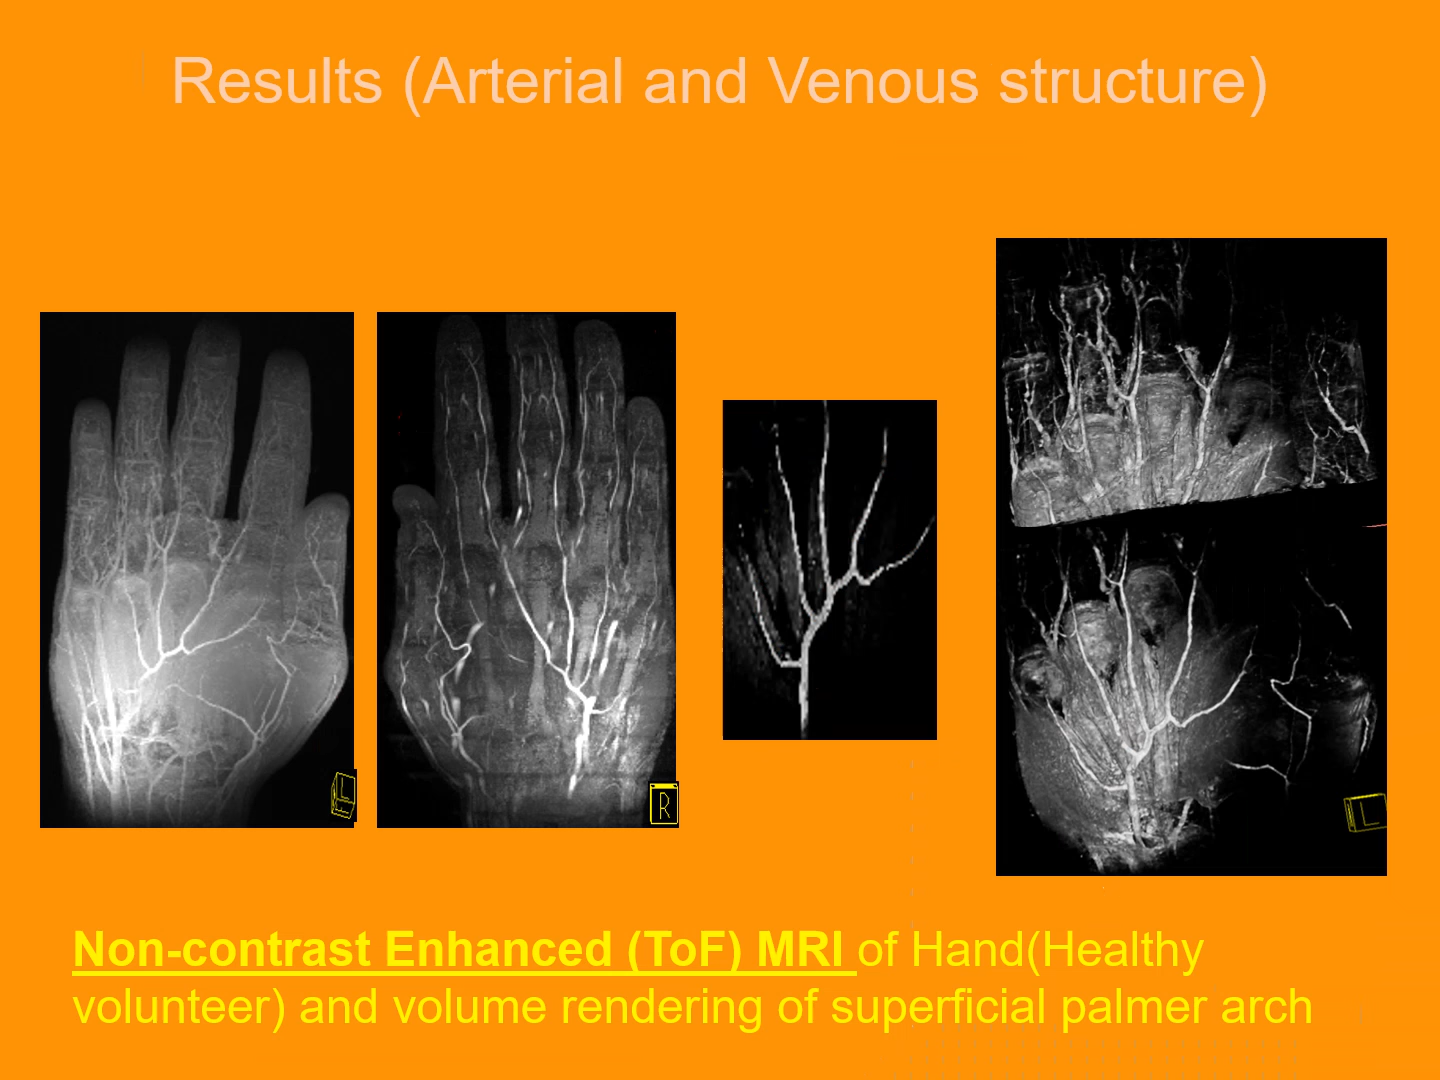 Results (Arterial and Venous structure)
L
R
L
Non-contrast Enhanced (ToF) MRI of Hand(Healthy
volunteer) and volume rendering of superficial palmer arch